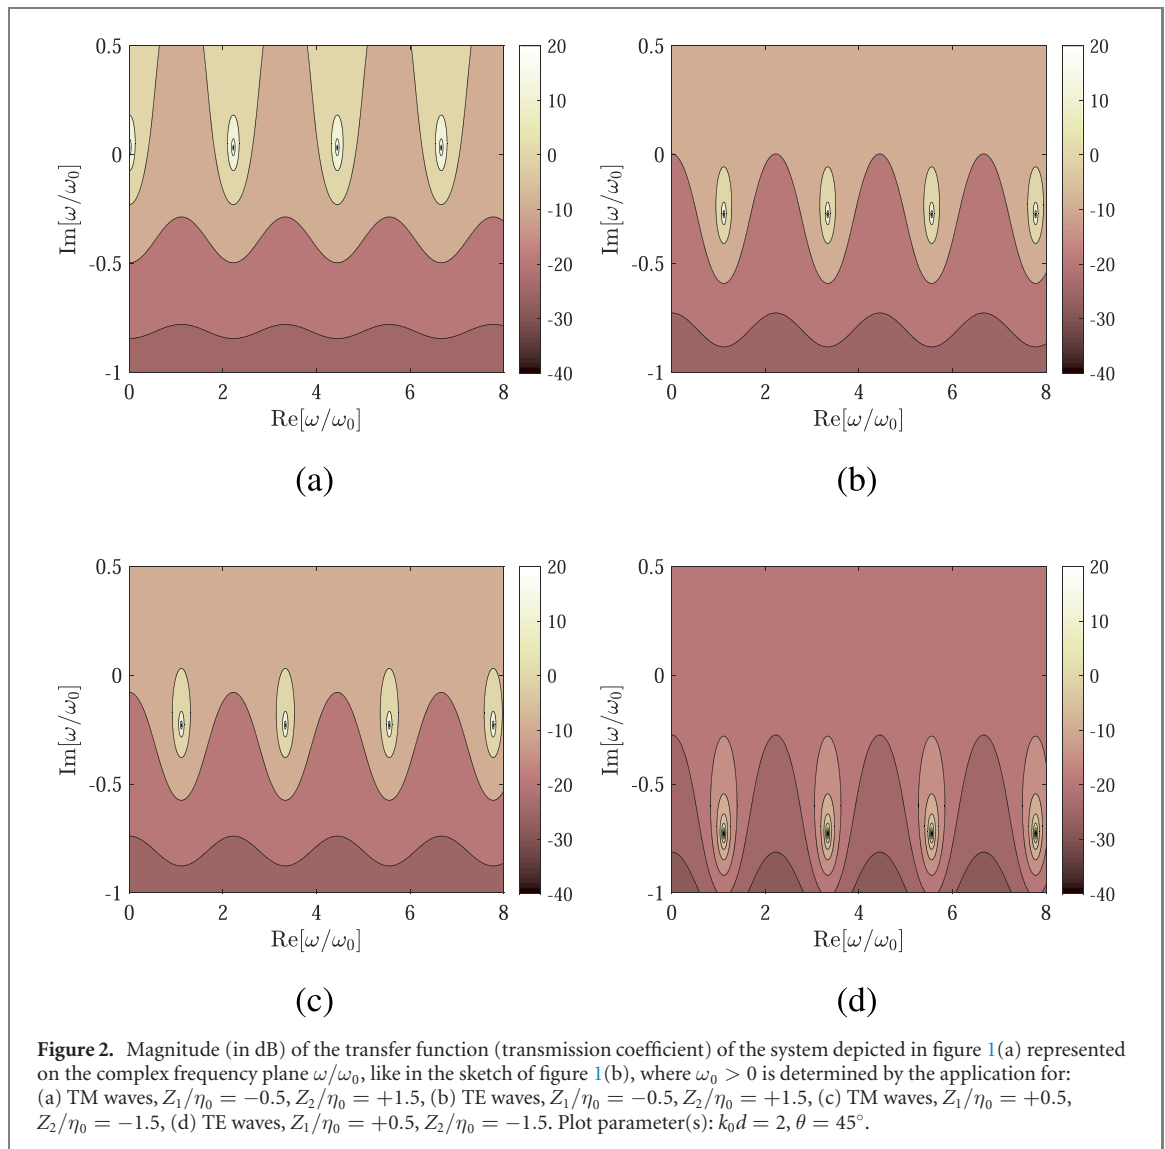 0.5
0
-0.5
-1
0 2 4 6 8
Re[ω/ω₀]
Im[ω/ω₀]
20
10
0
-10
-20
-30
-40
(a)
0.5
0
-0.5
-1
0 2 4 6 8
Re[ω/ω₀]
Im[ω/ω₀]
20
10
0
-10
-20
-30
-40
(b)
0.5
0
-0.5
-1
0 2 4 6 8
Re[ω/ω₀]
Im[ω/ω₀]
20
10
0
-10
-20
-30
-40
(c)
0.5
0
-0.5
-1
0 2 4 6 8
Re[ω/ω₀]
Im[ω/ω₀]
20
10
0
-10
-20
-30
-40
(d)
Figure 2. Magnitude (in dB) of the transfer function (transmission coefficient) of the system depicted in figure 1(a) represented
on the complex frequency plane ω/ω₀, like in the sketch of figure 1(b), where ω₀ > 0 is determined by the application for:
(a) TM waves, Z₁/η₀ = −0.5, Z₂/η₀ = +1.5, (b) TE waves, Z₁/η₀ = −0.5, Z₂/η₀ = +1.5, (c) TM waves, Z₁/η₀ = +0.5,
Z₂/η₀ = −1.5, (d) TE waves, Z₁/η₀ = +0.5, Z₂/η₀ = −1.5. Plot parameter(s): k₀d = 2, θ = 45°.